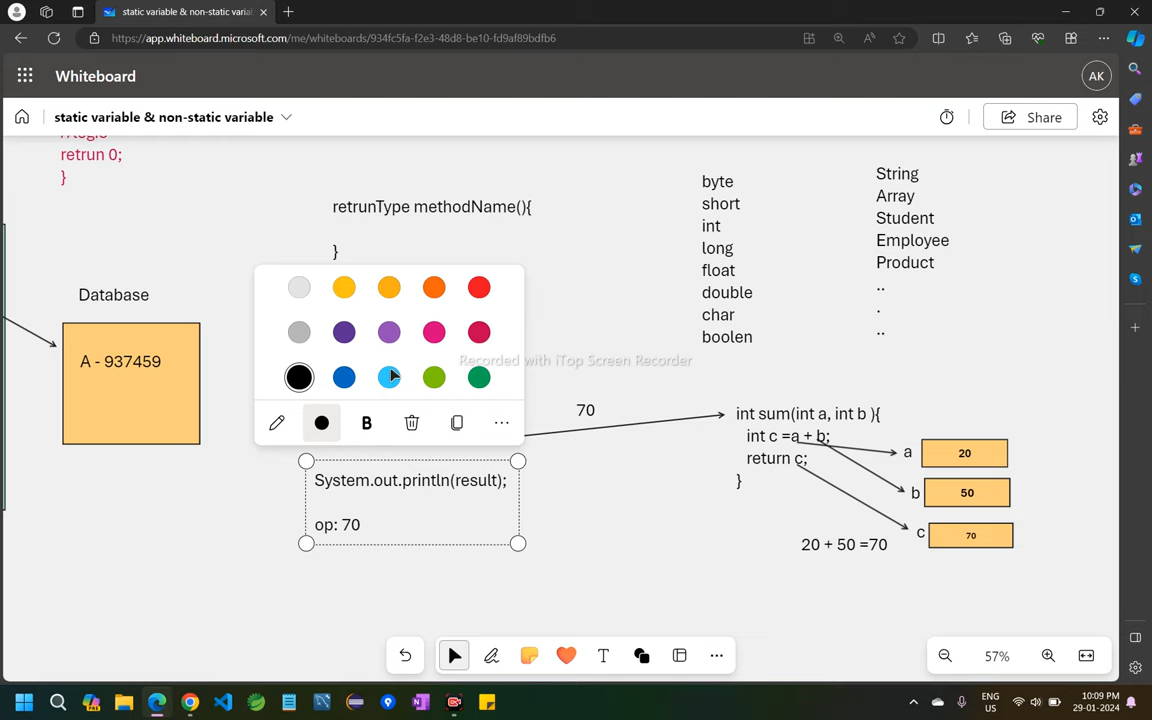 static variable & non-static varia
https://app.whiteboard.microsoft.com/me/whiteboards/934fc5fa-f2e3-48d8-be10-fd9af89bdfb6
Whiteboard
AK
static variable & non-static variable
Share
retrun 0;
}
retrunType methodName(){
}
byte
short
int
long
float
double
char
boolen
String
Array
Student
Employee
Product
..
.
..
Database
A - 937459
Recorded with iTop Screen Recorder
B
70
int sum(int a, int b ){
int c =a + b;
return c;
}
a
20
b
50
c
70
20 + 50 =70
System.out.println(result);
op: 70
57%
ENG
US
10:09 PM
29-01-2024